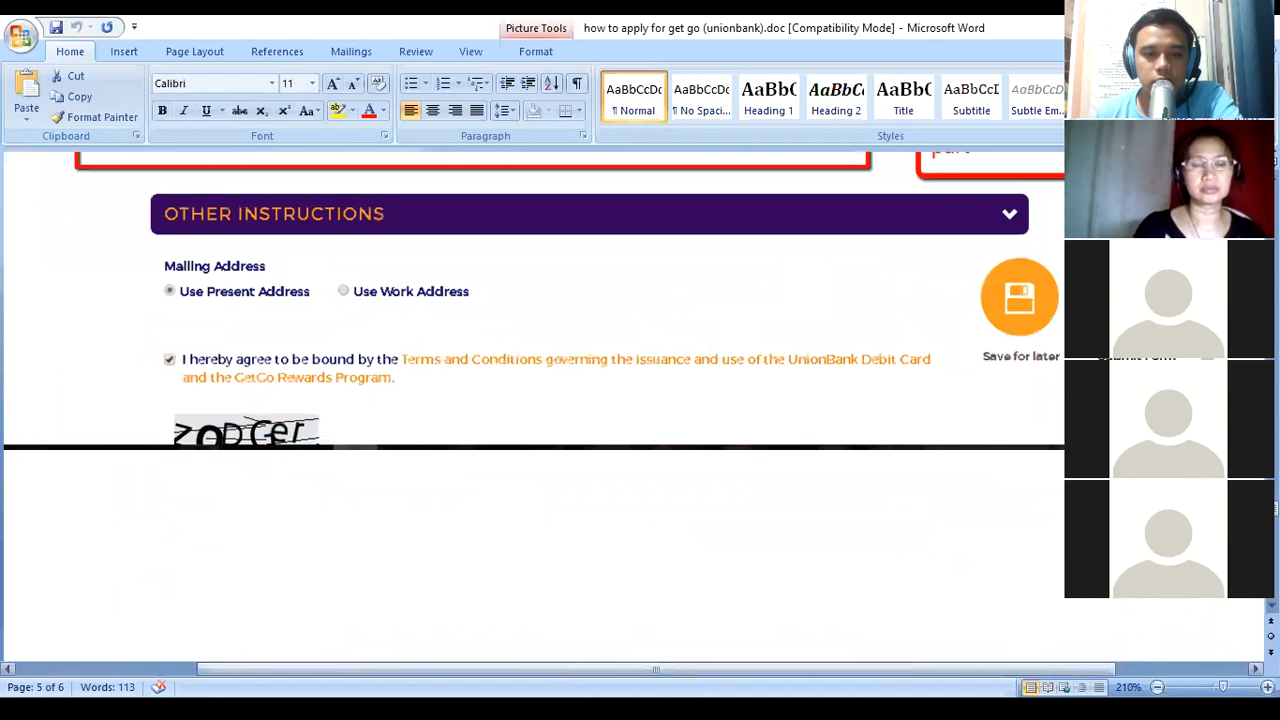 Picture Tools
how to apply for get go (unionbank).doc [Compatibility Mode] - Microsoft Word
Home Insert Page Layout References Mailings Review View Format
Paste
Cut
Copy
Format Painter
Clipboard
Calibri 11
B I U
Font
Paragraph
AaBbCcDc AaBbCcDc AaBbC AaBbCc AaBbC AaBbCcI AaBbCcDc
¶ Normal ¶ No Spaci... Heading 1 Heading 2 Title Subtitle Subtle Em...
Styles
OTHER INSTRUCTIONS
Mailing Address
Use Present Address Use Work Address
I hereby agree to be bound by the Terms and Conditions governing the issuance and use of the UnionBank Debit Card
and the GetGo Rewards Program.
Save for later
Page: 5 of 6 Words: 113 210%